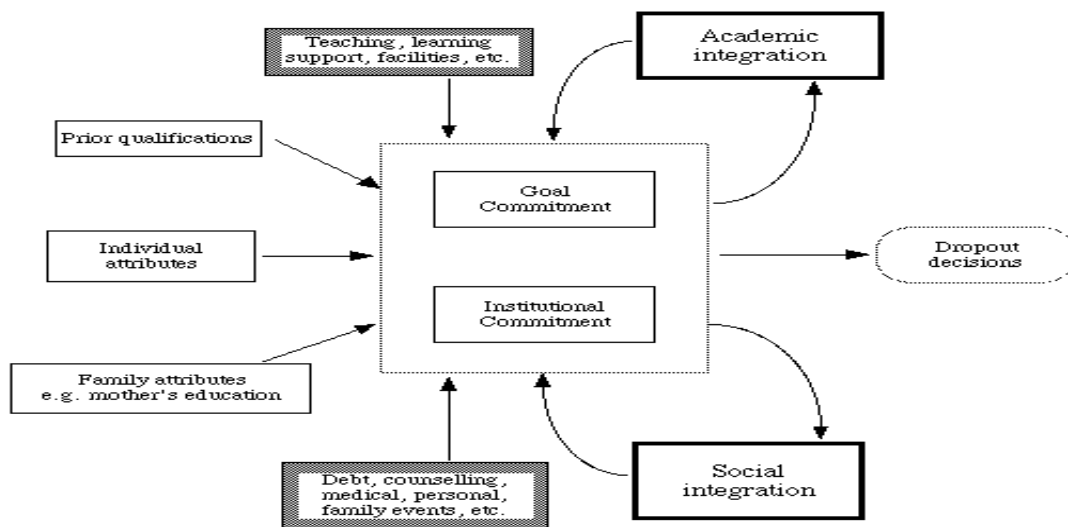 Teaching, learning
support, facilities, etc.
Academic
integration
Prior qualifications
Goal
Commitment
Individual
attributes
Dropout
decisions
Institutional
Commitment
Family attributes
e.g. mother's education
Debt, counselling,
medical, personal,
family events, etc.
Social
integration